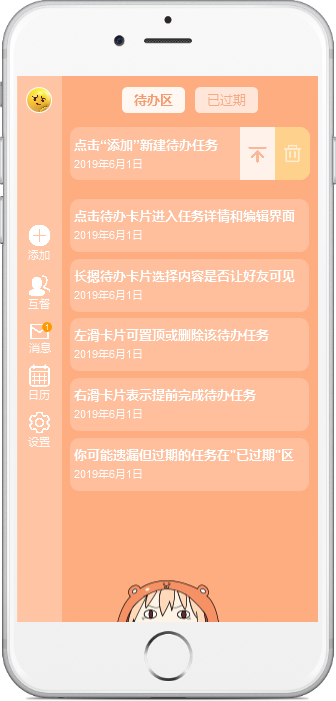 待办区 已过期
点击“添加”新建待办任务
2019年6月1日
点击待办卡片进入任务详情和编辑界面
2019年6月1日
长摁待办卡片选择内容是否让好友可见
2019年6月1日
左滑卡片可置顶或删除该待办任务
2019年6月1日
右滑卡片表示提前完成待办任务
2019年6月1日
你可能遗漏但过期的任务在"已过期"区
2019年6月1日
添加
互督
1
消息
日历
设置